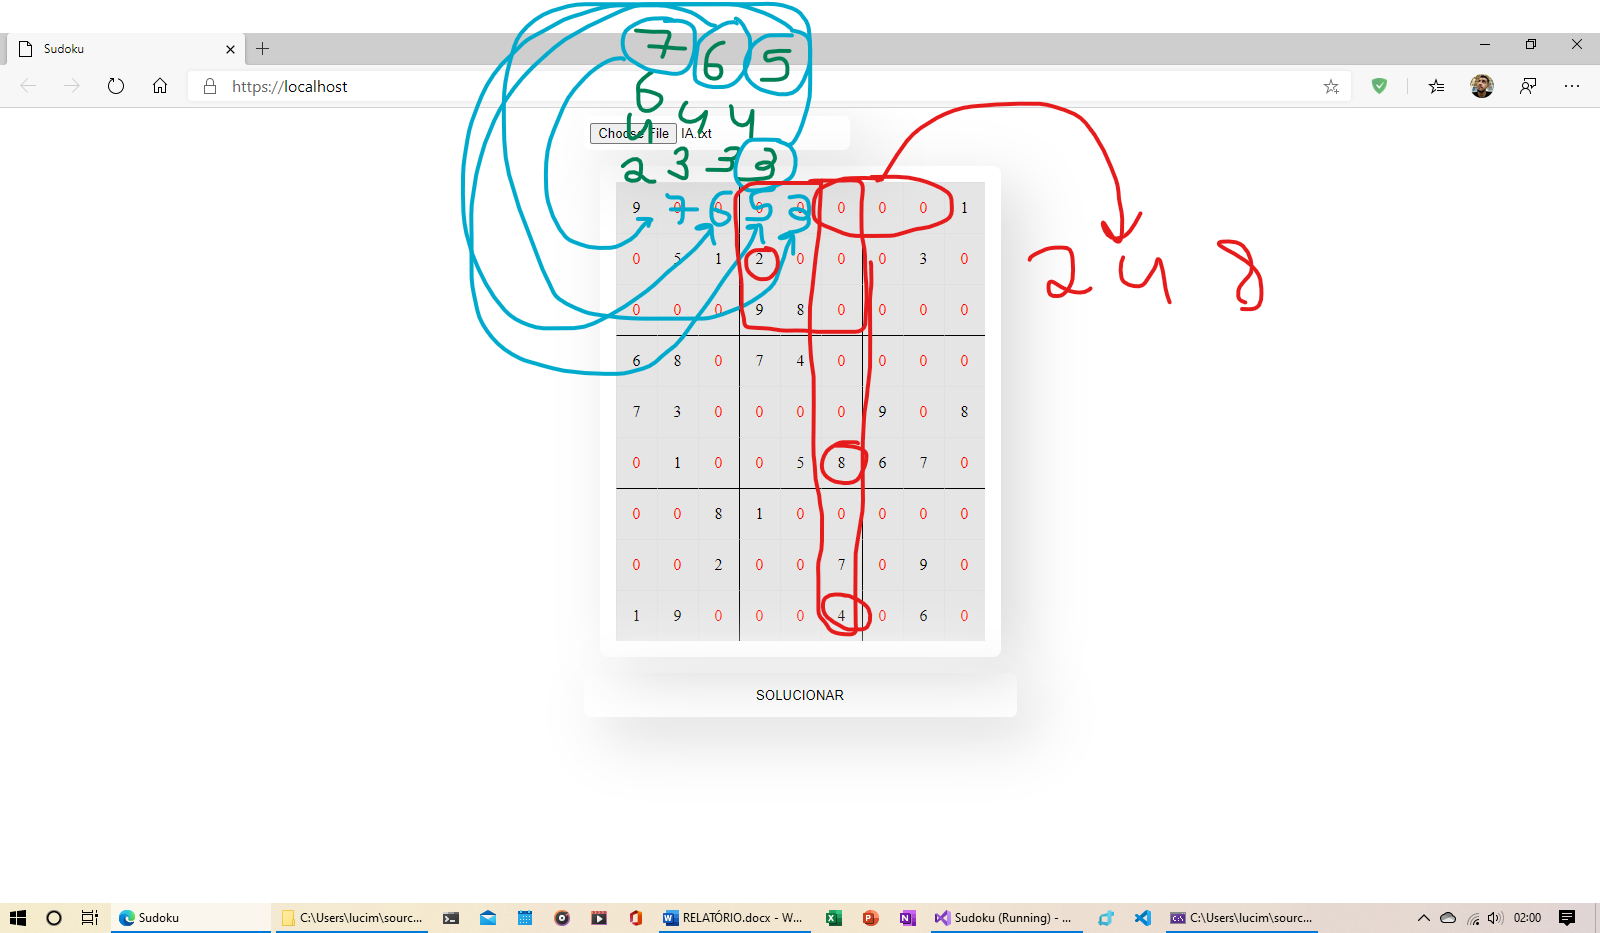 Sudoku
https://localhost
7 6 5
6 4 4
4
Choose File IA.txt
2 3 3 3
9 0 0 0 0 0 0 0 1
7 6 5 3
0 5 1 2 0 0 0 3 0
2 4 8
0 0 0 9 8 0 0 0 0
6 8 0 7 4 0 0 0 0
7 3 0 0 0 0 9 0 8
0 1 0 0 5 8 6 7 0
0 0 8 1 0 0 0 0 0
0 0 2 0 0 7 0 9 0
1 9 0 0 0 4 0 6 0
SOLUCIONAR
Sudoku C:\Users\lucim\sourc... RELATÓRIO.docx - W... Sudoku (Running) - ... C:\Users\lucim\sourc... 02:00